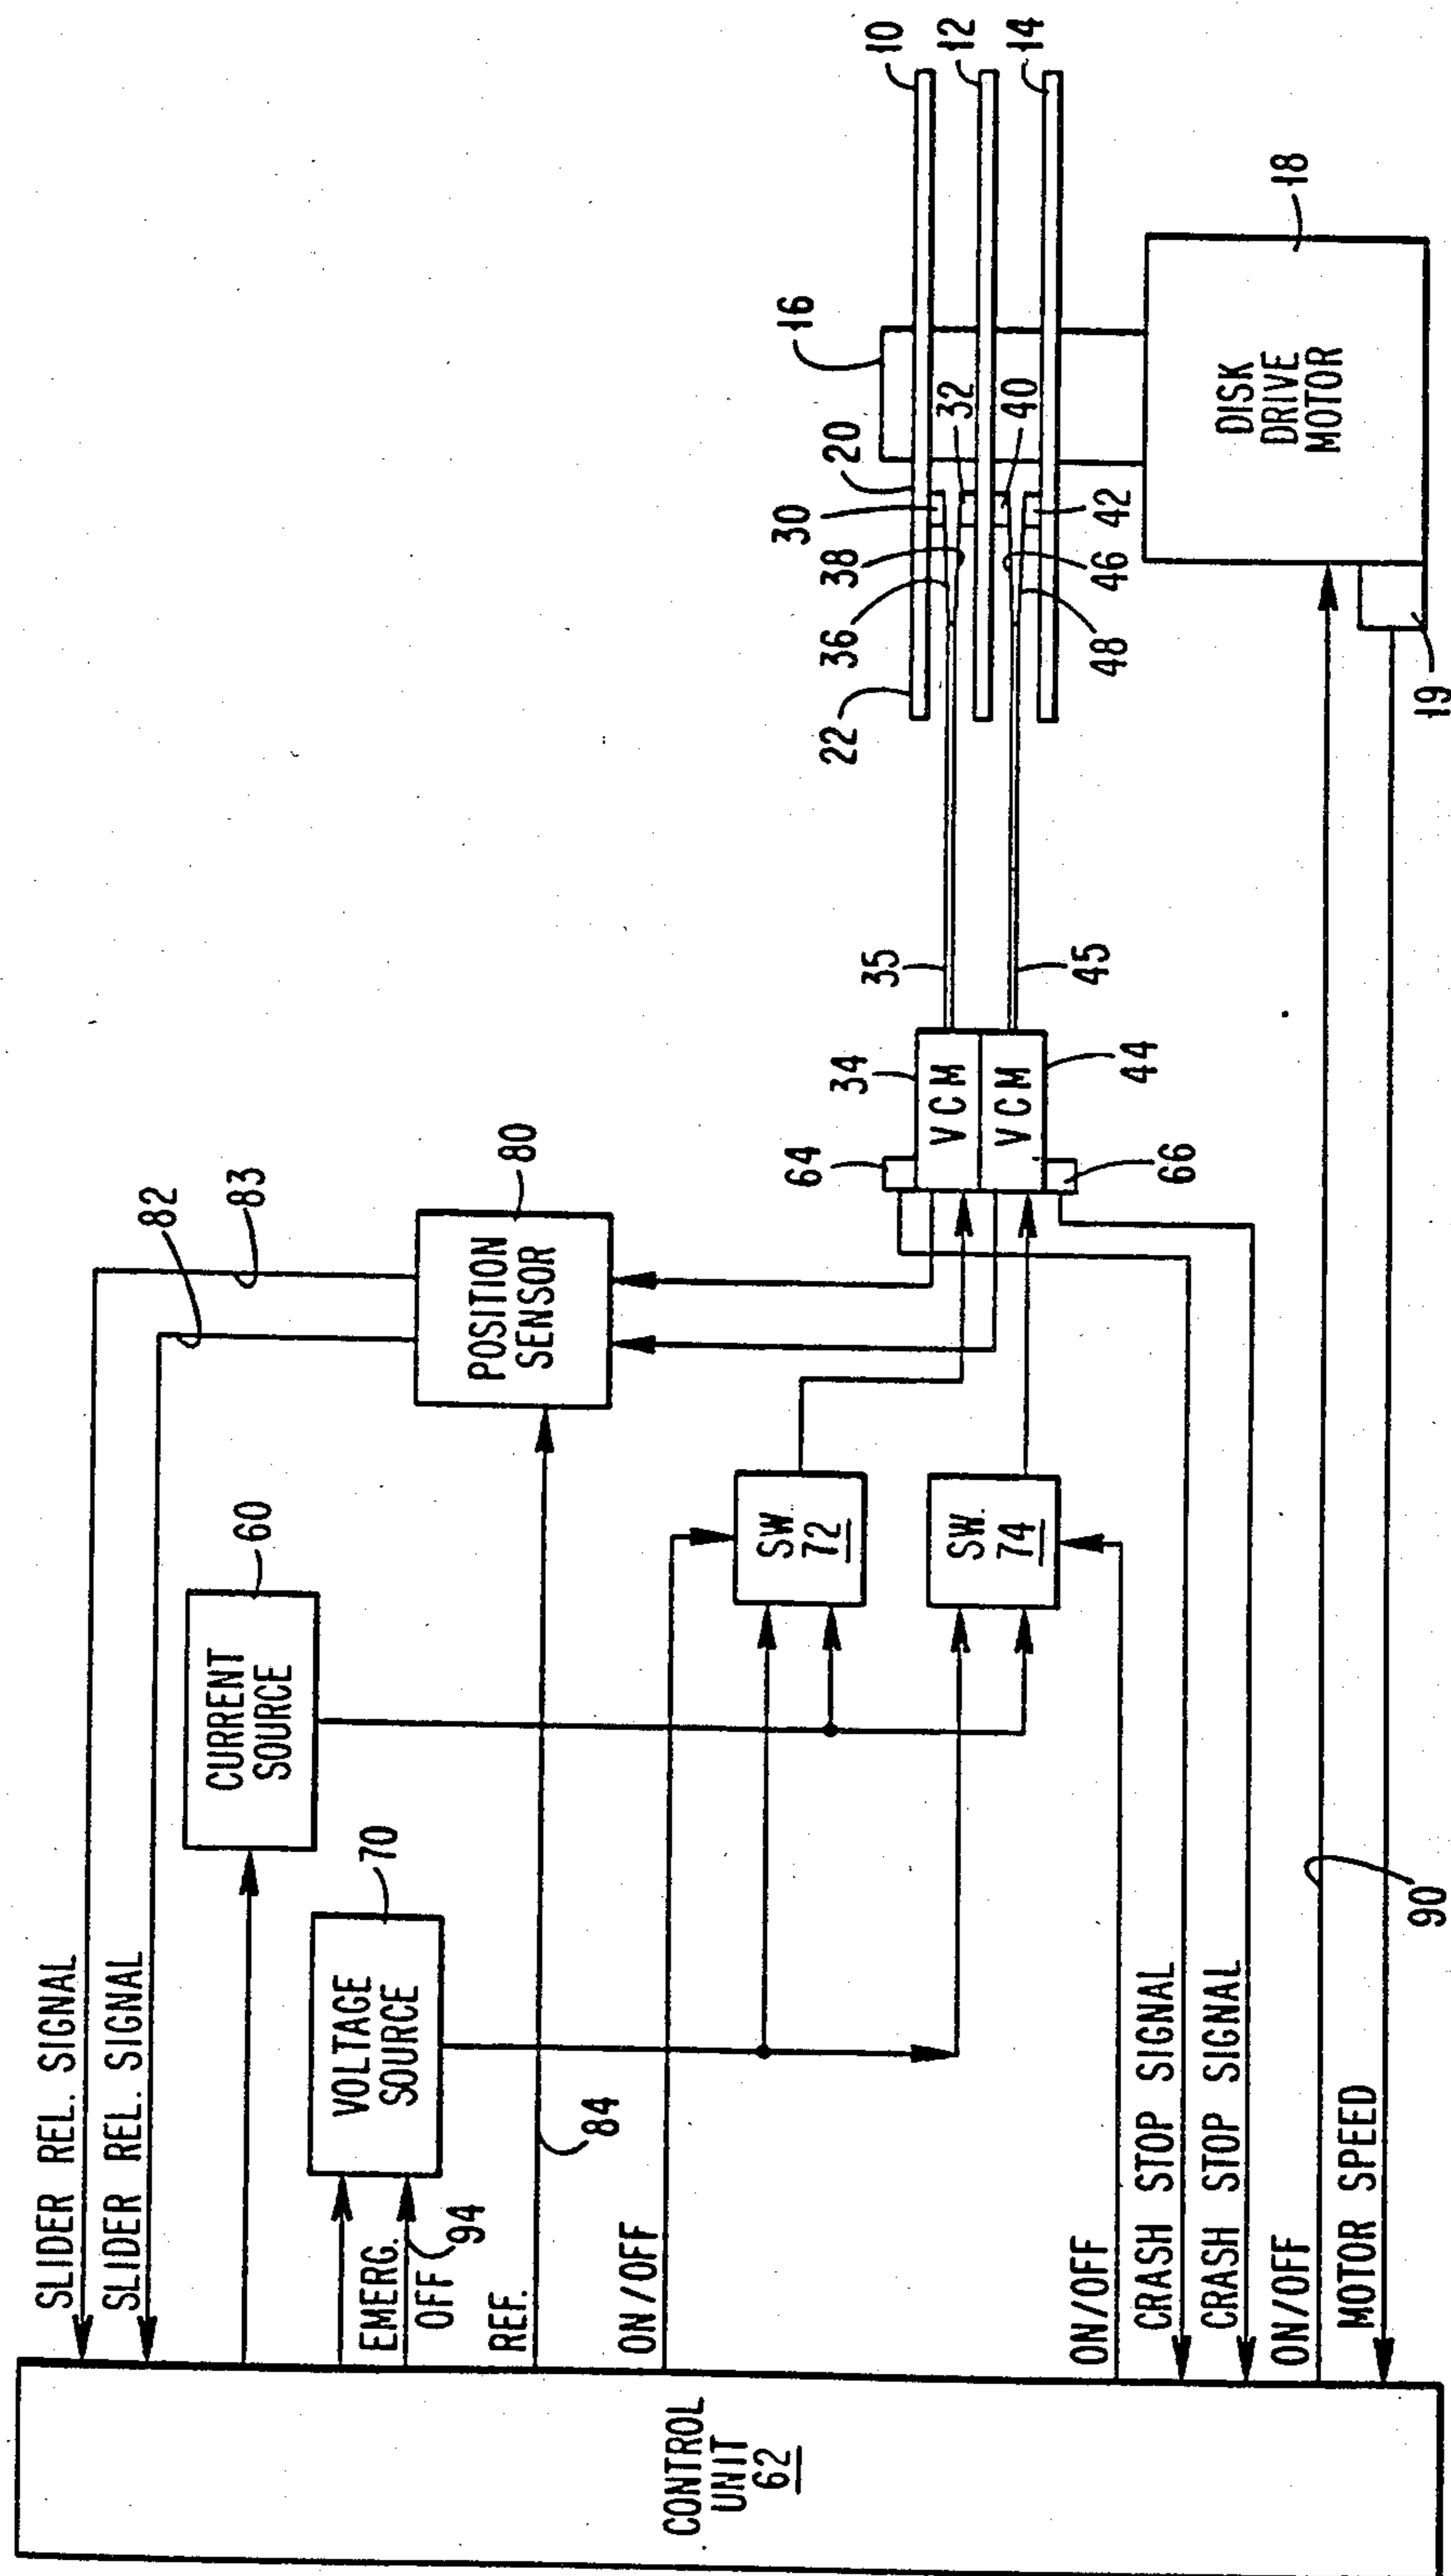 SLIDER REL. SIGNAL
SLIDER REL. SIGNAL
82
83
CURRENT
SOURCE
60
VOLTAGE
SOURCE
70
EMERG.
OFF
94
REF.
84
POSITION
SENSOR
80
ON/OFF
SW.
72
SW.
74
ON/OFF
CRASH STOP SIGNAL
CRASH STOP SIGNAL
ON/OFF
90
MOTOR SPEED
CONTROL
UNIT
62
64
34
VCM
VCM
44
66
35
45
22
36
38
30
20
16
32
40
46
48
42
10
12
14
DISK
DRIVE
MOTOR
18
19